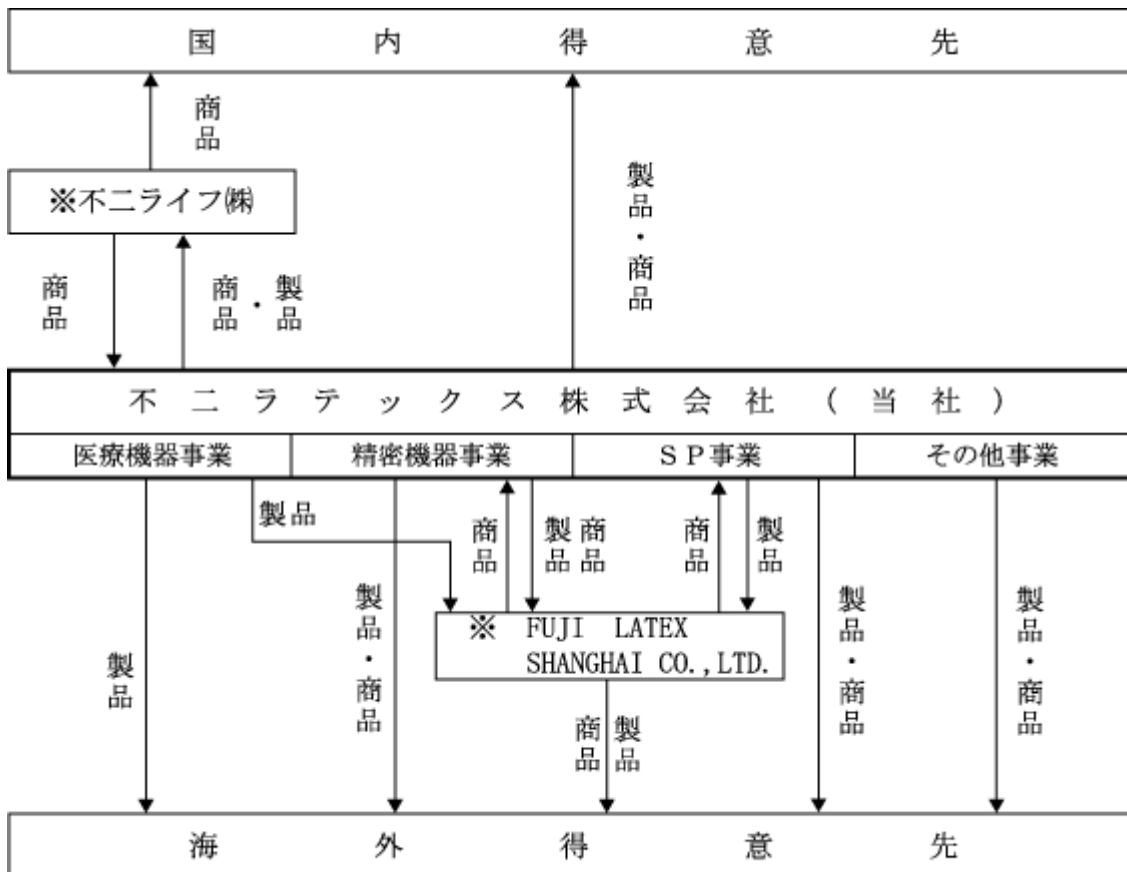 国内得意先
商品
製品・商品
※不二ライフ㈱
商品
商品・製品
不二ラテックス株式会社(当社)
医療機器事業
精密機器事業
SP事業
その他事業
製品
商品
製品
商品
商品
製品
製品
製品・商品
※ FUJI LATEX
SHANGHAI CO.,LTD.
製品・商品
製品・商品
商品
製品
海外得意先